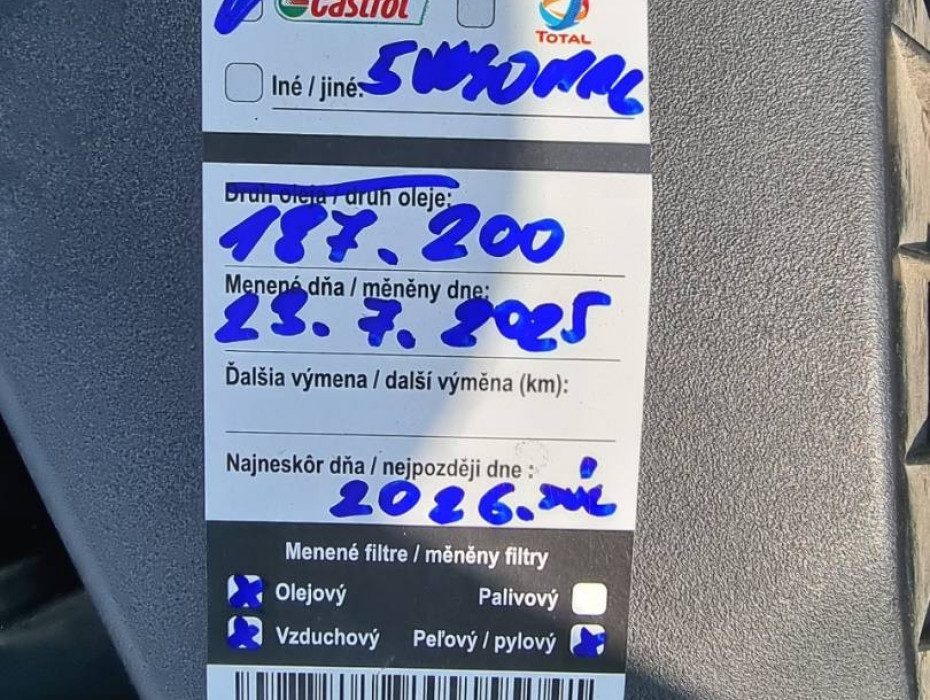 Castrol
TOTAL
Iné / jiné:
Druh oleja / druh oleje:
187.200
Menené dňa / měněny dne:
23.7.2025
Ďalšia výmena / další výměna (km):
Najneskôr dňa / nejpozději dne :
2026.
Menené filtre / měněny filtry
Olejový Palivový
Vzduchový Peľový / pylový